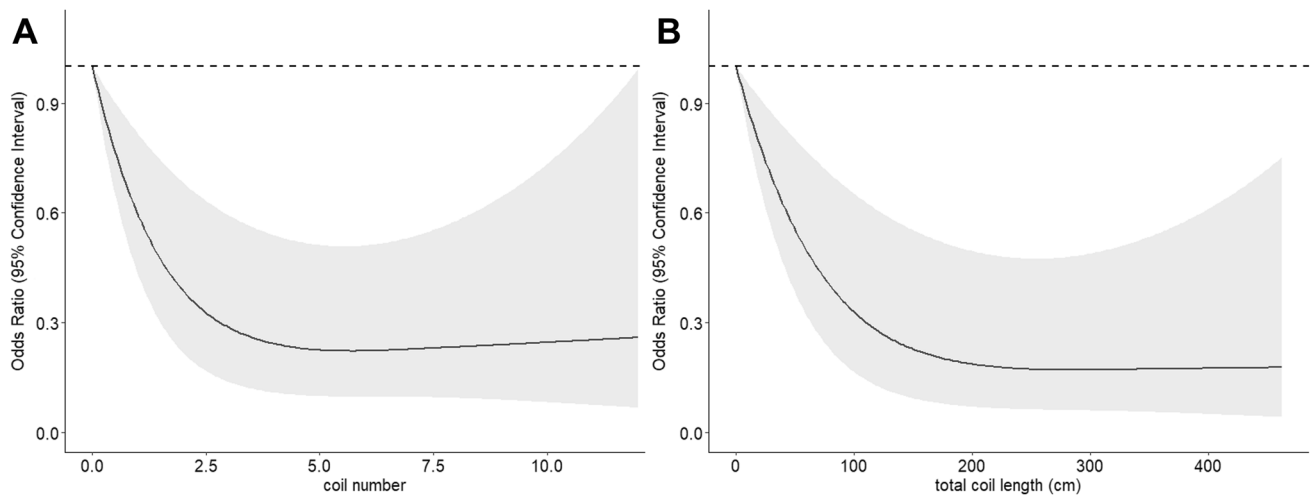 A
Odds Ratio (95% Confidence Interval)
0.9
0.6
0.3
0.0
0.0 2.5 5.0 7.5 10.0
coil number
B
Odds Ratio (95% Confidence Interval)
0.9
0.6
0.3
0.0
0 100 200 300 400
total coil length (cm)